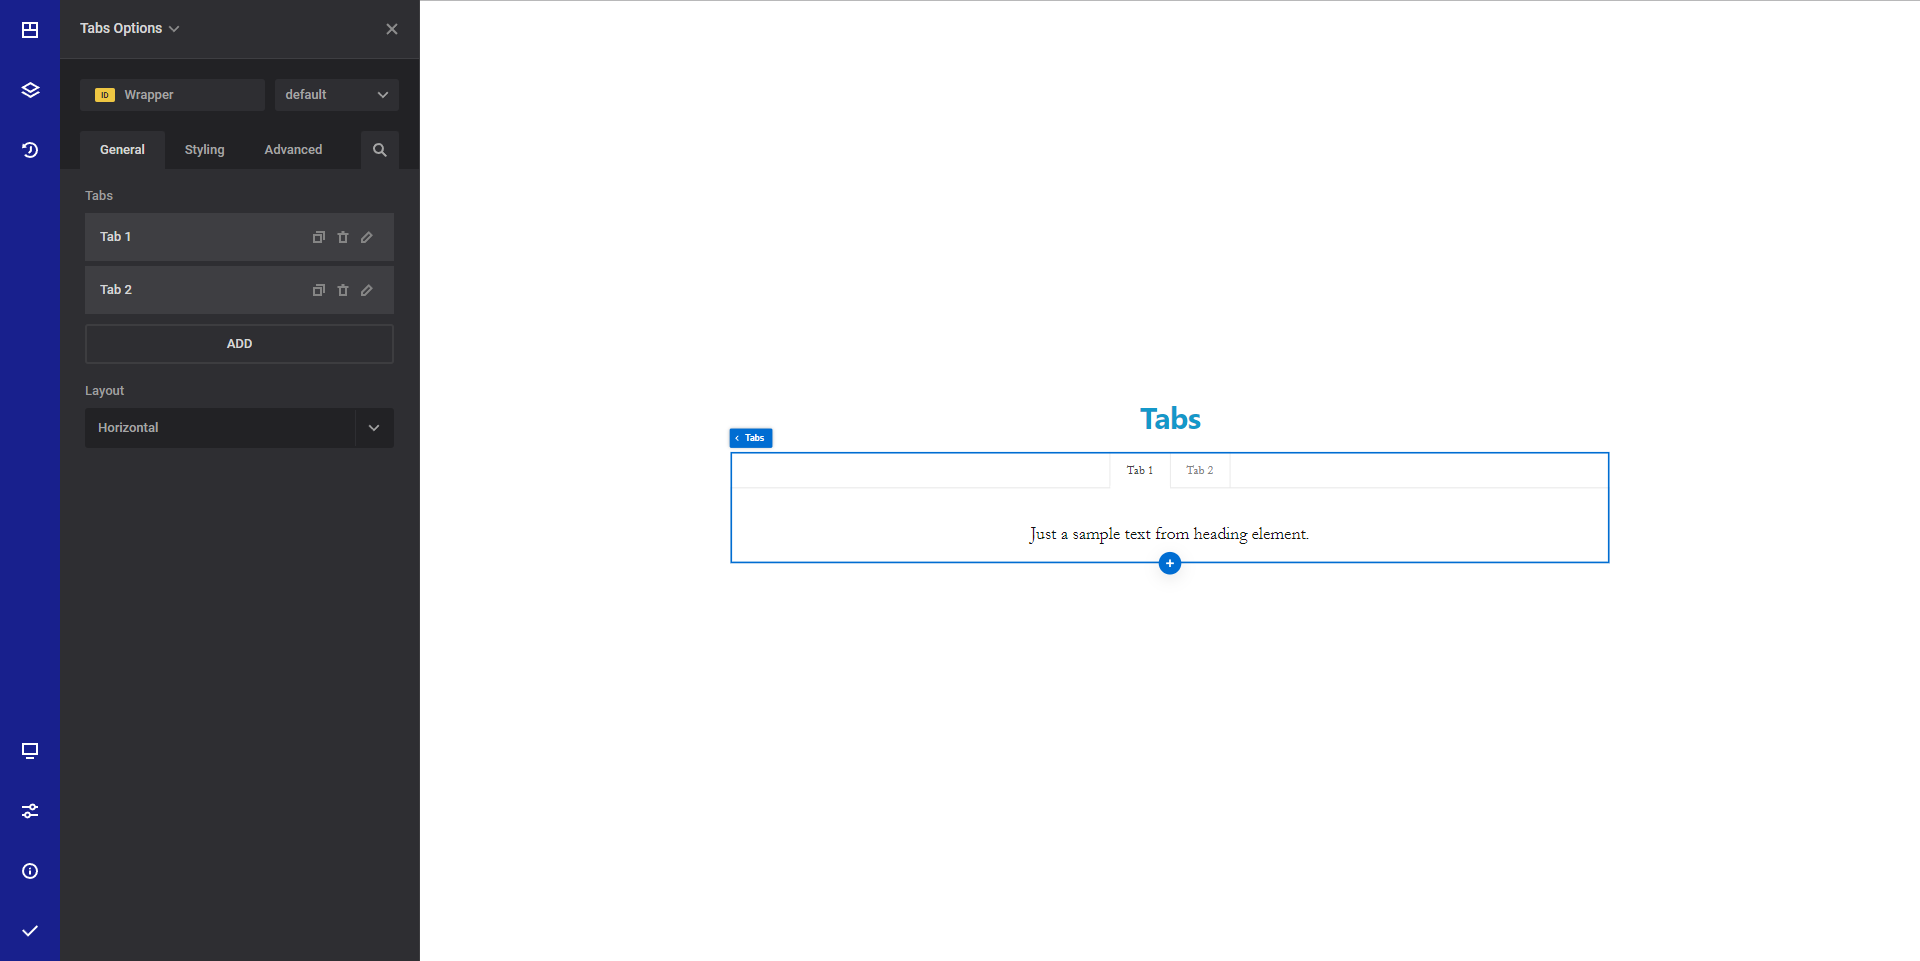 Tabs Options
ID Wrapper
default
General
Styling
Advanced
Tabs
Tab 1
Tab 2
ADD
Layout
Horizontal
Tabs
Tabs
Tab 1
Tab 2
Just a sample text from heading element.